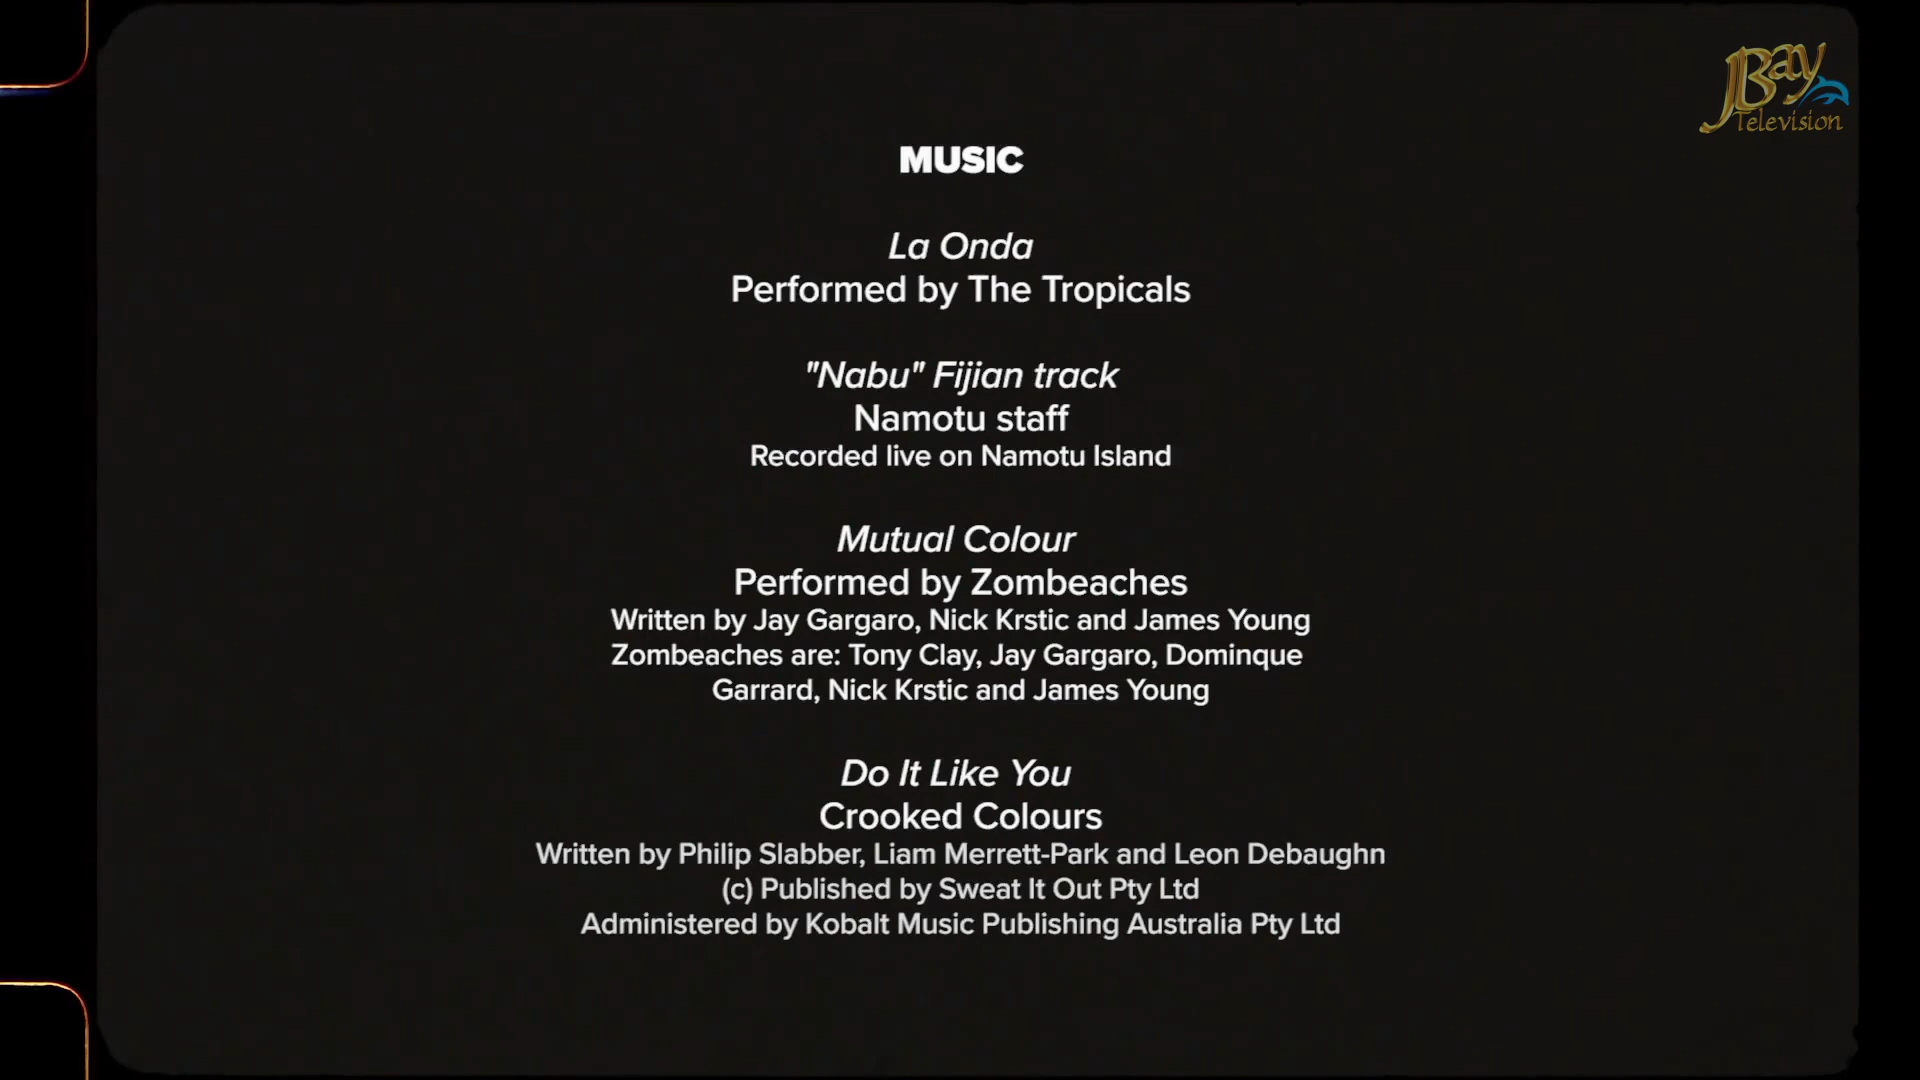 JBay
Television
MUSIC
La Onda
Performed by The Tropicals
"Nabu" Fijian track
Namotu staff
Recorded live on Namotu Island
Mutual Colour
Performed by Zombeaches
Written by Jay Gargaro, Nick Krstic and James Young
Zombeaches are: Tony Clay, Jay Gargaro, Dominque
Garrard, Nick Krstic and James Young
Do It Like You
Crooked Colours
Written by Philip Slabber, Liam Merrett-Park and Leon Debaughn
(c) Published by Sweat It Out Pty Ltd
Administered by Kobalt Music Publishing Australia Pty Ltd